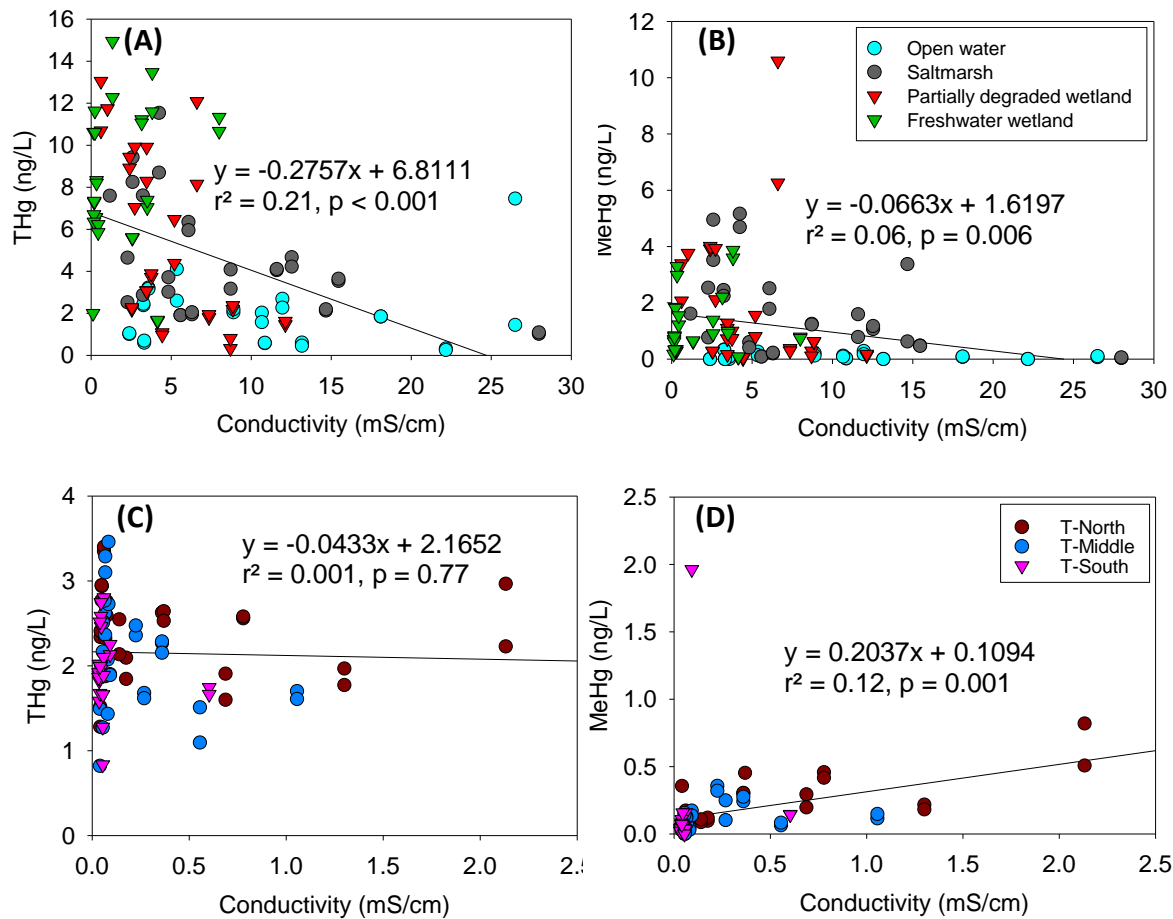 (A)
16
14
12
10
8
6
4
2
0
THg (ng/L)
y = -0.2757x + 6.8111
r² = 0.21, p < 0.001
0 5 10 15 20 25 30
Conductivity (mS/cm)
(B)
12
10
8
6
4
2
0
MeHg (ng/L)
Open water
Saltmarsh
Partially degraded wetland
Freshwater wetland
y = -0.0663x + 1.6197
r² = 0.06, p = 0.006
0 5 10 15 20 25 30
Conductivity (mS/cm)
(C)
4
3
2
1
0
THg (ng/L)
y = -0.0433x + 2.1652
r² = 0.001, p = 0.77
0.0 0.5 1.0 1.5 2.0 2.5
Conductivity (mS/cm)
(D)
2.5
2.0
1.5
1.0
0.5
0.0
MeHg (ng/L)
T-North
T-Middle
T-South
y = 0.2037x + 0.1094
r² = 0.12, p = 0.001
0.0 0.5 1.0 1.5 2.0 2.5
Conductivity (mS/cm)